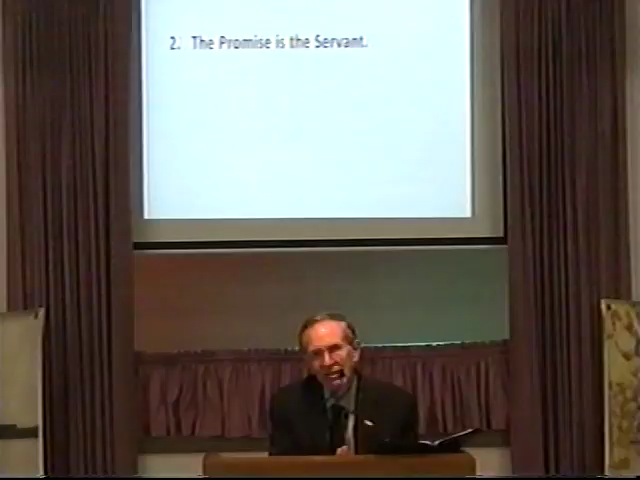 2. The Promise is the Servant.